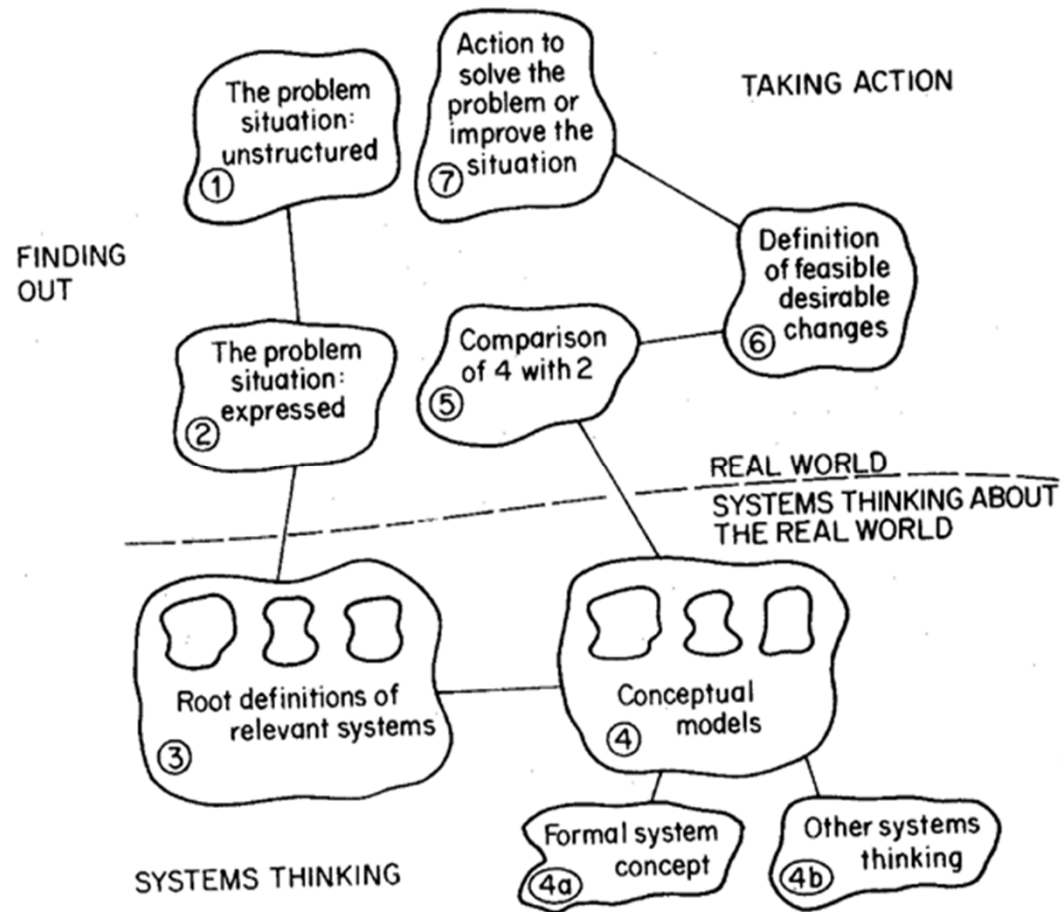 The problem
situation:
unstructured
1
Action to
solve the
problem or
improve the
situation
7
TAKING ACTION
FINDING
OUT
Definition
of feasible
desirable
changes
6
The problem
situation:
expressed
2
Comparison
of 4 with 2
5
REAL WORLD
SYSTEMS THINKING ABOUT
THE REAL WORLD
Root definitions of
relevant systems
3
Conceptual
models
4
Formal system
concept
4a
Other systems
thinking
4b
SYSTEMS THINKING